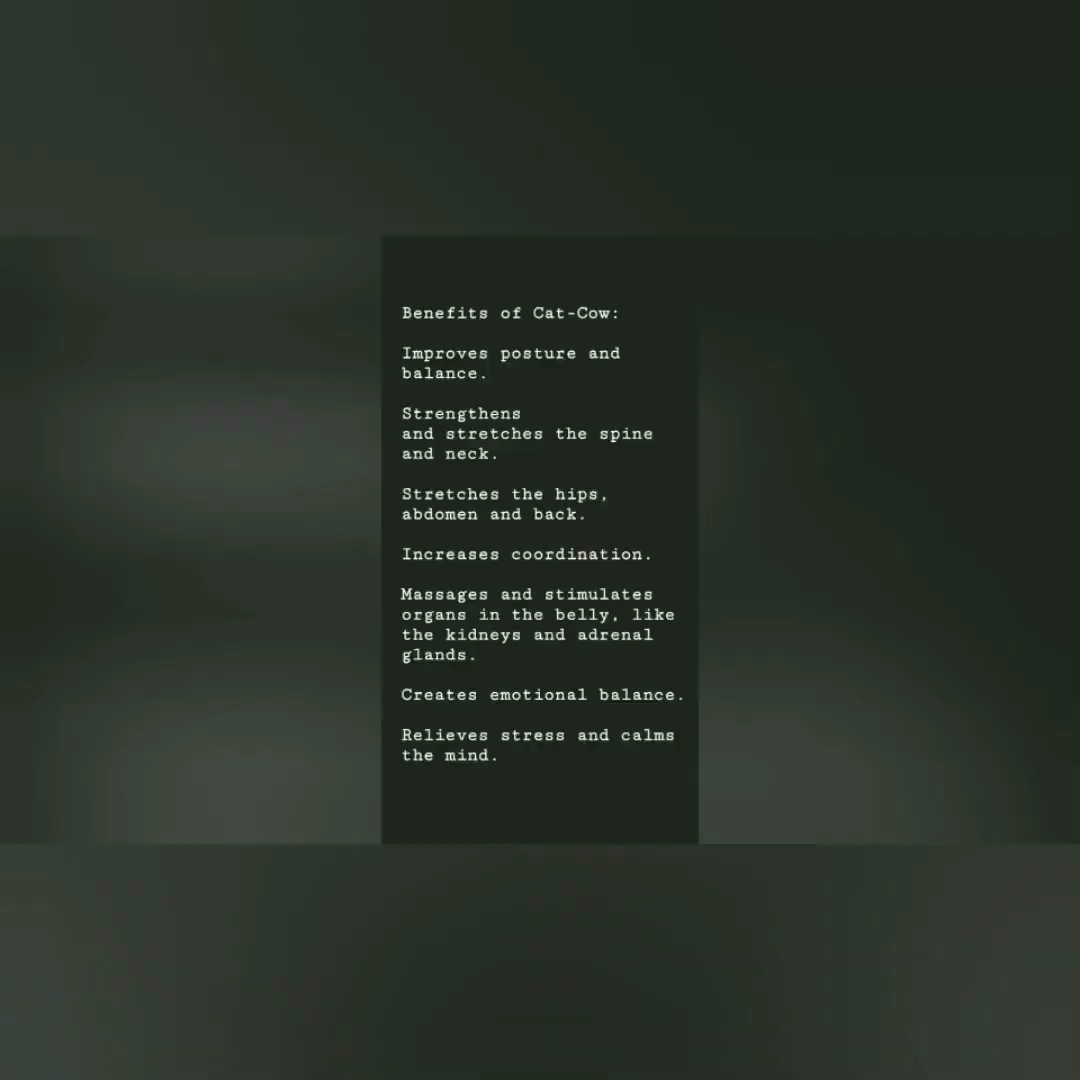 Benefits of Cat-Cow:
Improves posture and
balance.
Strengthens
and stretches the spine
and neck.
Stretches the hips,
abdomen and back.
Increases coordination.
Massages and stimulates
organs in the belly, like
the kidneys and adrenal
glands.
Creates emotional balance.
Relieves stress and calms
the mind.